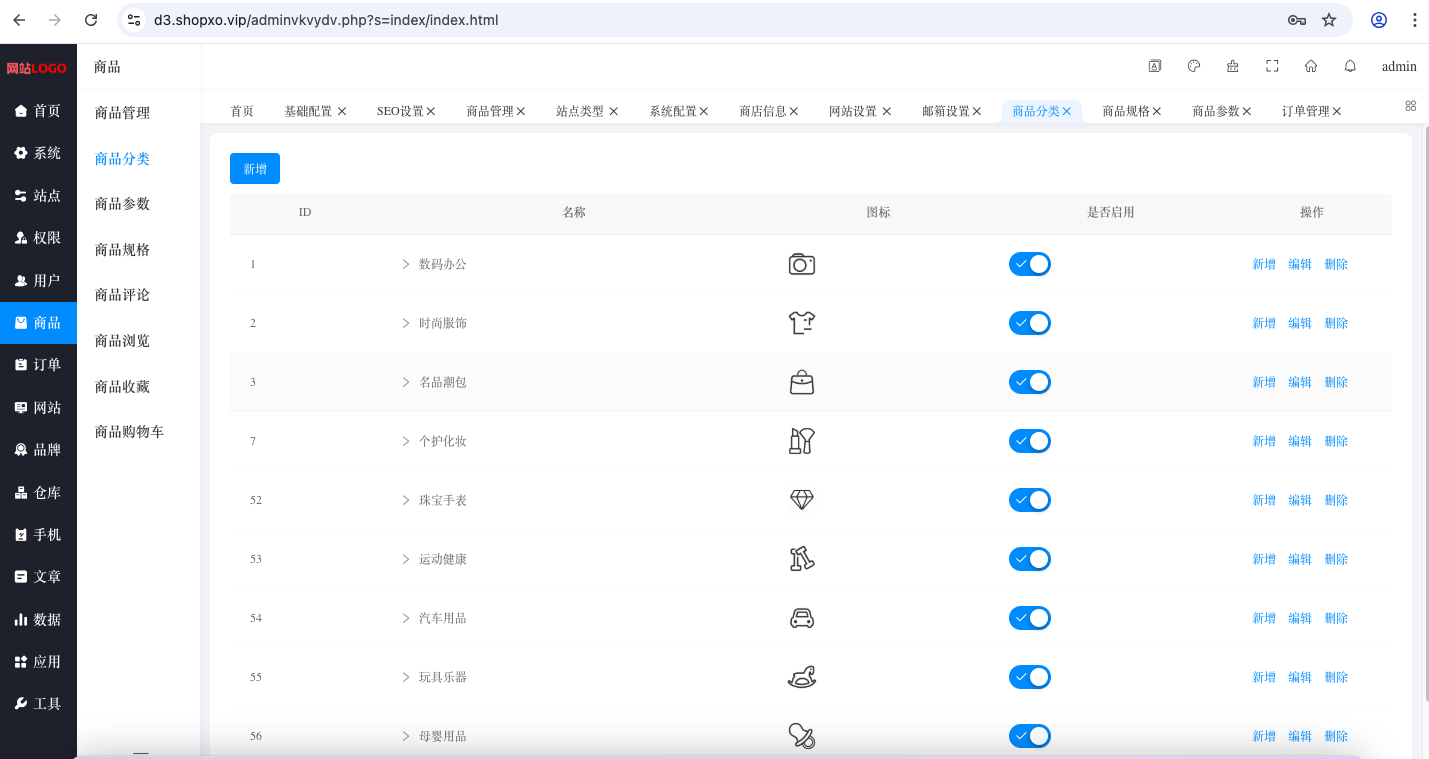 d3.shopxo.vip/adminvkvydv.php?s=index/index.html
网站LOGO
首页
系统
站点
权限
用户
商品
订单
网站
品牌
仓库
手机
文章
数据
应用
工具
商品
商品管理
商品分类
商品参数
商品规格
商品评论
商品浏览
商品收藏
商品购物车
admin
首页 基础配置 SEO设置 商品管理 站点类型 系统配置 商店信息 网站设置 邮箱设置 商品分类 商品规格 商品参数 订单管理
新增
ID 名称 图标 是否启用 操作
1 数码办公 新增 编辑 删除
2 时尚服饰 新增 编辑 删除
3 名品潮包 新增 编辑 删除
7 个护化妆 新增 编辑 删除
52 珠宝手表 新增 编辑 删除
53 运动健康 新增 编辑 删除
54 汽车用品 新增 编辑 删除
55 玩具乐器 新增 编辑 删除
56 母婴用品 新增 编辑 删除